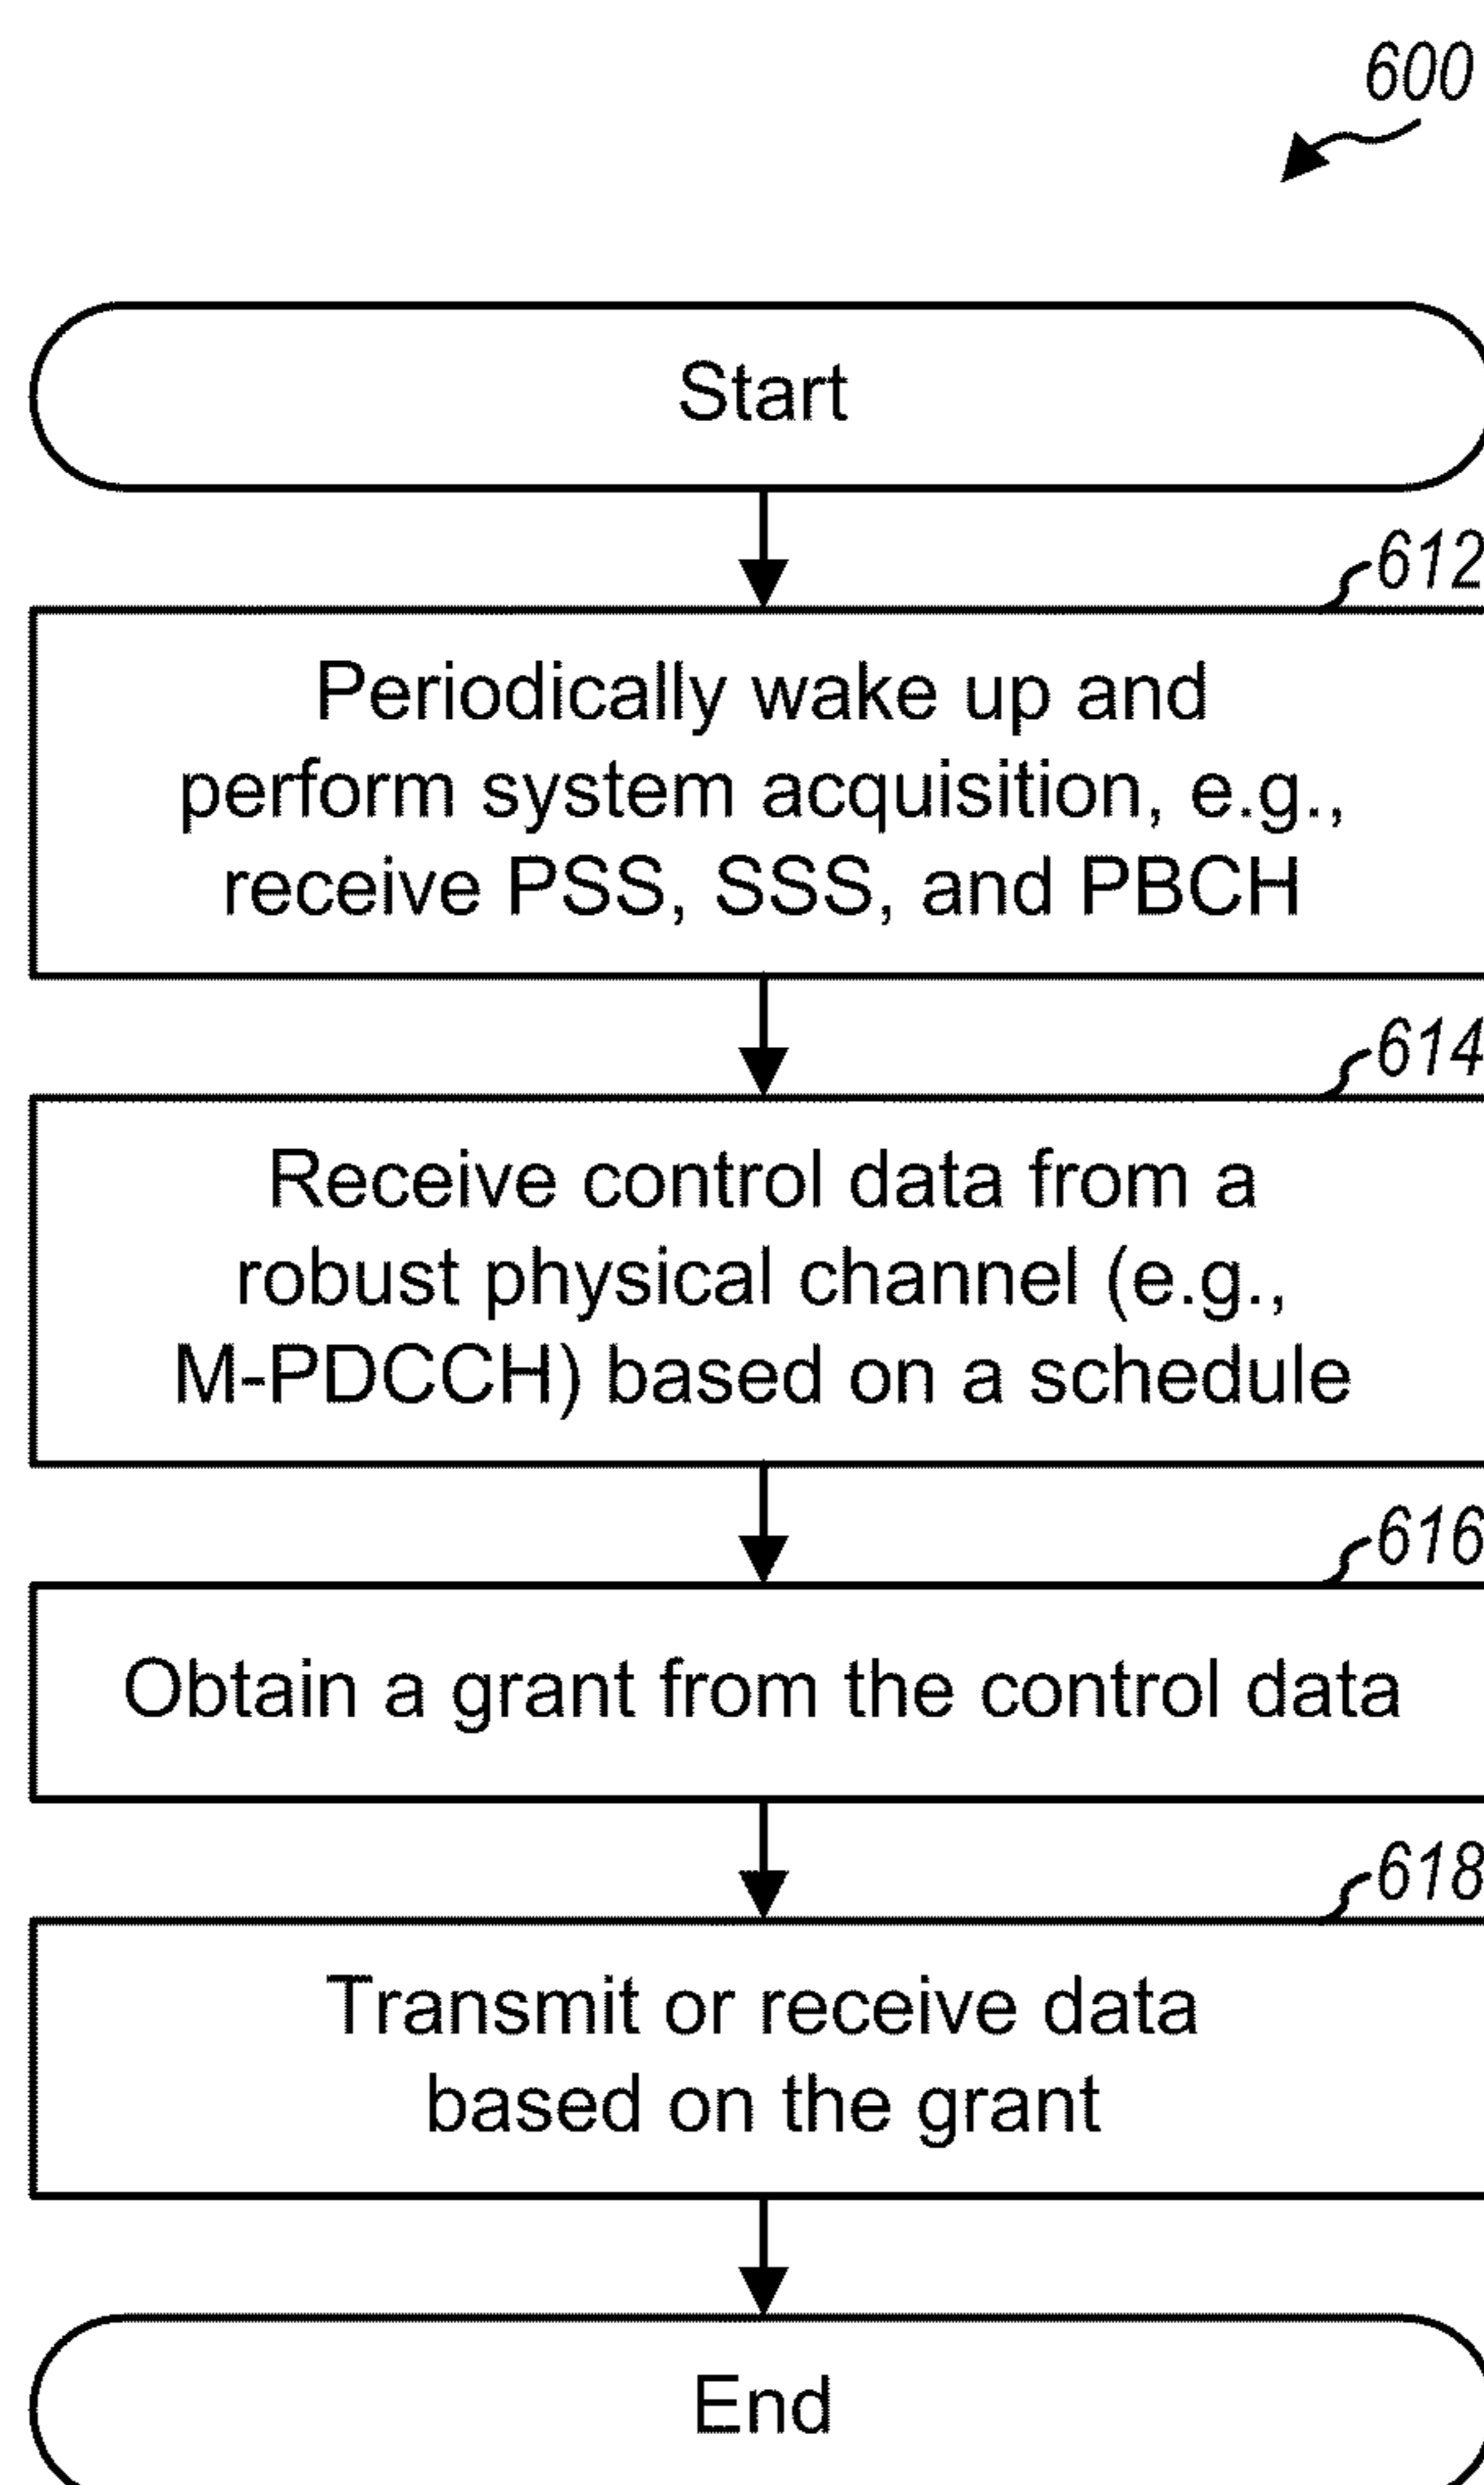 600
Start
612
Periodically wake up and
perform system acquisition, e.g.,
receive PSS, SSS, and PBCH
614
Receive control data from a
robust physical channel (e.g.,
M-PDCCH) based on a schedule
616
Obtain a grant from the control data
618
Transmit or receive data
based on the grant
End